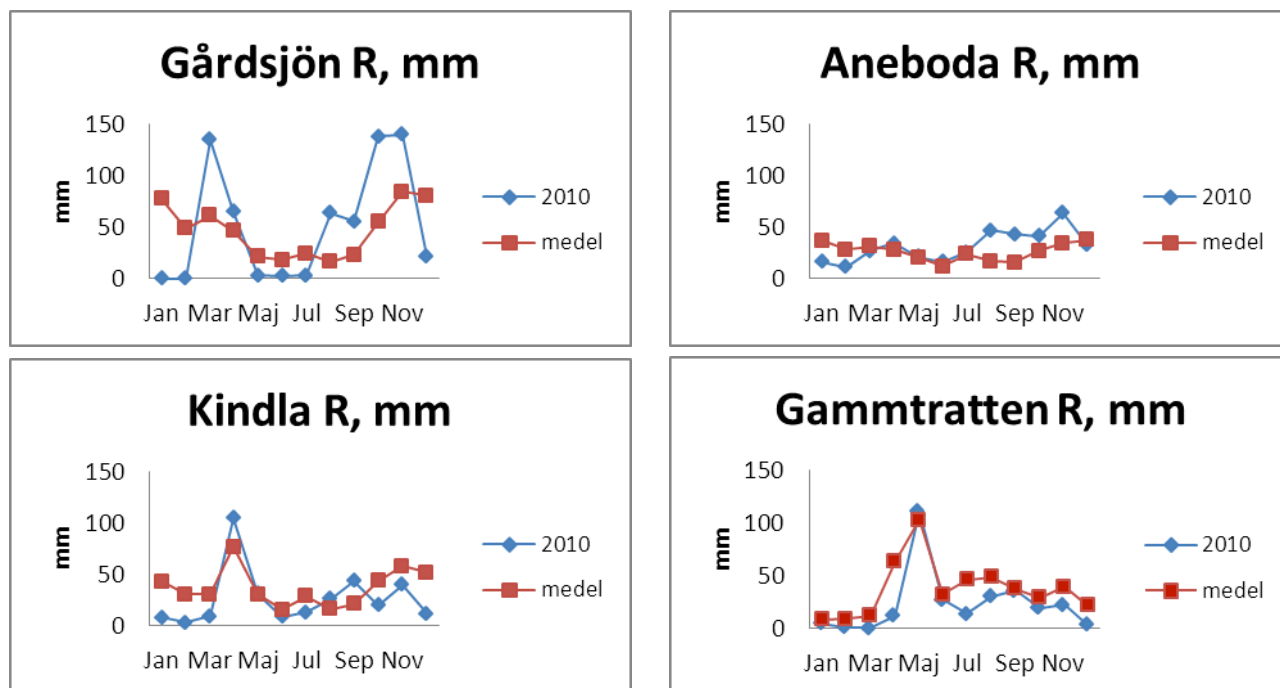 Gårdsjön R, mm
150
100
50
0
mm
Jan Mar Maj Jul Sep Nov
2010
medel
Aneboda R, mm
150
100
50
0
mm
Jan Mar Maj Jul Sep Nov
2010
medel
Kindla R, mm
150
100
50
0
mm
Jan Mar Maj Jul Sep Nov
2010
medel
Gammtratten R, mm
150
100
50
0
mm
Jan Mar Maj Jul Sep Nov
2010
medel